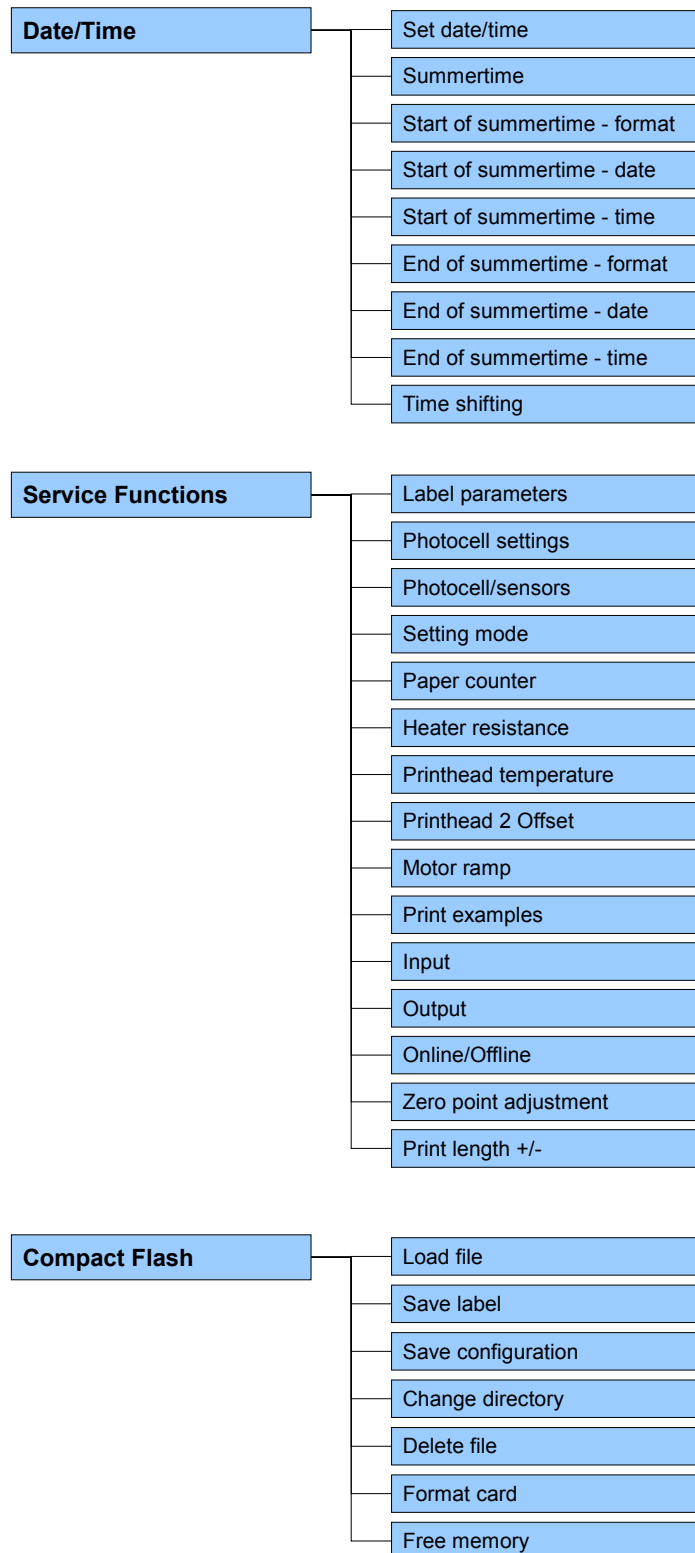 Date/Time
Set date/time
Summertime
Start of summertime - format
Start of summertime - date
Start of summertime - time
End of summertime - format
End of summertime - date
End of summertime - time
Time shifting
Service Functions
Label parameters
Photocell settings
Photocell/sensors
Setting mode
Paper counter
Heater resistance
Printhead temperature
Printhead 2 Offset
Motor ramp
Print examples
Input
Output
Online/Offline
Zero point adjustment
Print length +/-
Compact Flash
Load file
Save label
Save configuration
Change directory
Delete file
Format card
Free memory